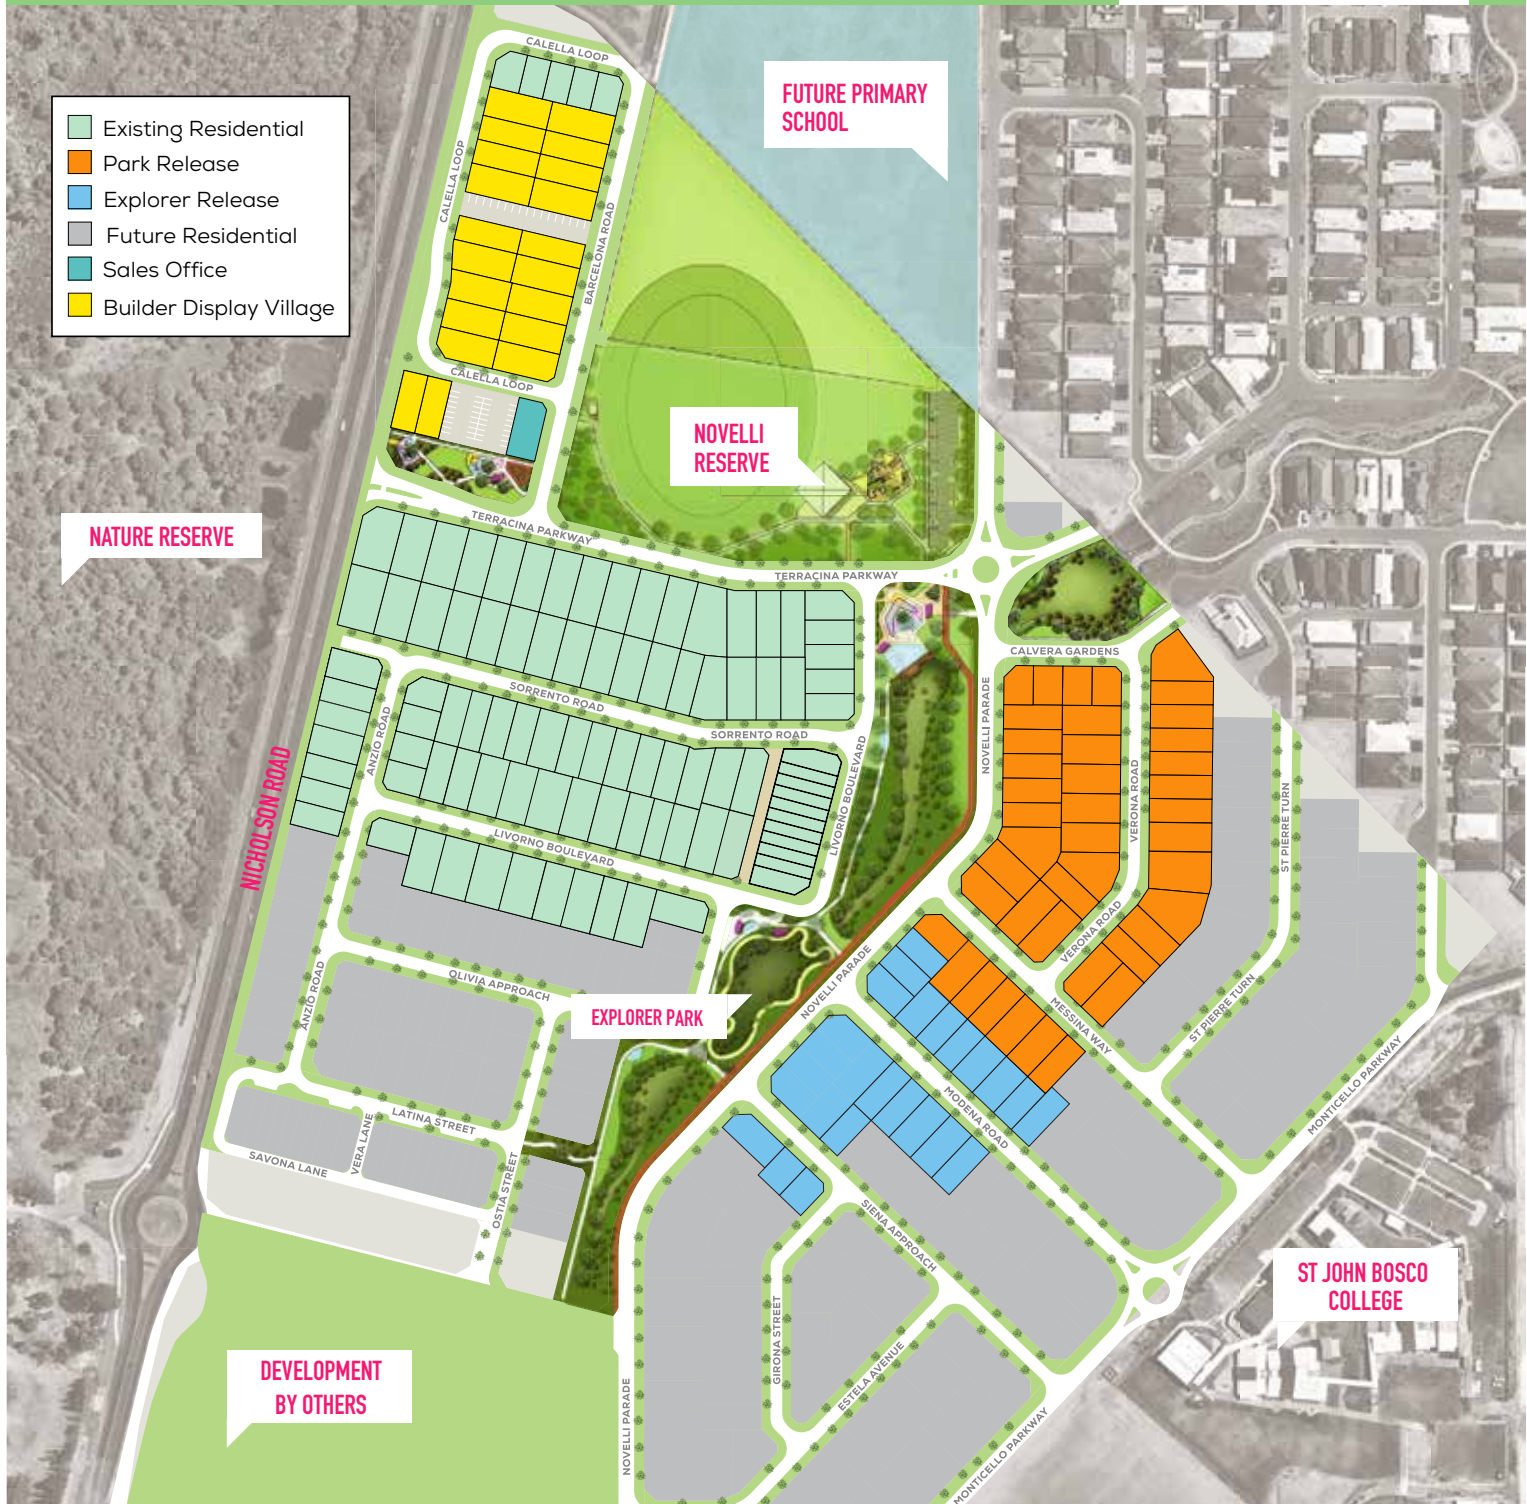 CALELLA LOOP
FUTURE PRIMARY
SCHOOL
Existing Residential
Park Release
Explorer Release
Future Residential
Sales Office
Builder Display Village
CALELLA LOOP
BARCELONA ROAD
CALELLA LOOP
NOVELLI
RESERVE
NATURE RESERVE
TERRACINA PARKWAY
TERRACINA PARKWAY
CALVERA GARDENS
SORRENTO ROAD
SORRENTO ROAD
ANZIO ROAD
NOVELLI PARADE
NICHOLSON ROAD
LIVORNO BOULEVARD
VERONA ROAD
ST PIERRE TURN
LIVORNO BOULEVARD
VERONA ROAD
OLIVIA APPROACH
ANZIO ROAD
NOVELLI PARADE
EXPLORER PARK
MESSINA WAY
ST PIERRE TURN
MONTICELLO PARKWAY
MODENA ROAD
LATINA STREET
VERA LANE
SAVONA LANE
OSTIA STREET
SIENA APPROACH
ST JOHN BOSCO
COLLEGE
GIRONA STREET
ESTELA AVENUE
DEVELOPMENT
BY OTHERS
NOVELLI PARADE
MONTICELLO PARKWAY